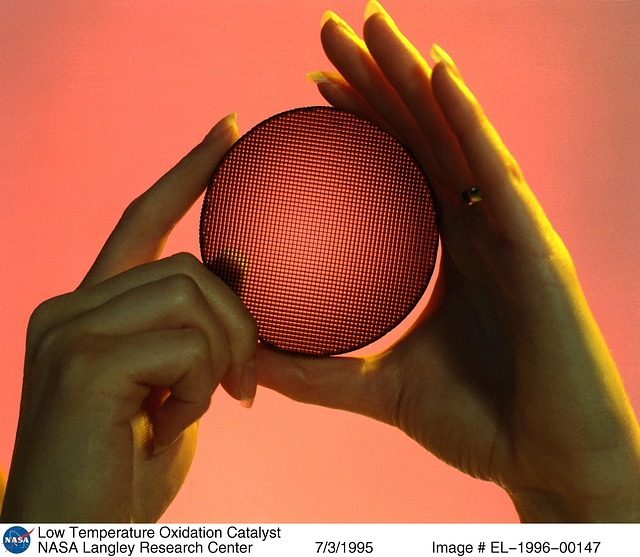 NASA
Low Temperature Oxidation Catalyst
NASA Langley Research Center 7/3/1995 Image # EL-1996-00147